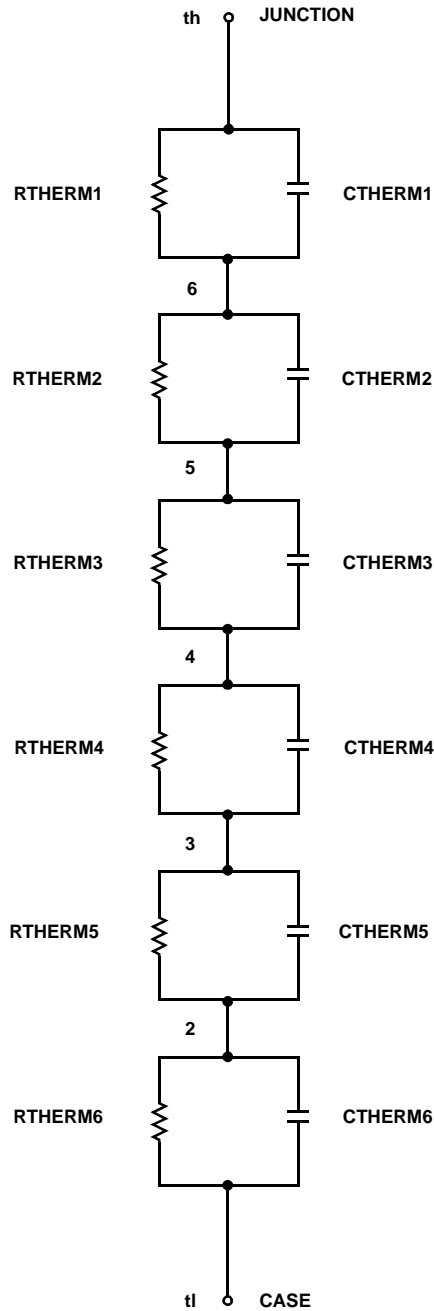 th JUNCTION
RTHERM1 CTHERM1
6
RTHERM2 CTHERM2
5
RTHERM3 CTHERM3
4
RTHERM4 CTHERM4
3
RTHERM5 CTHERM5
2
RTHERM6 CTHERM6
tl CASE